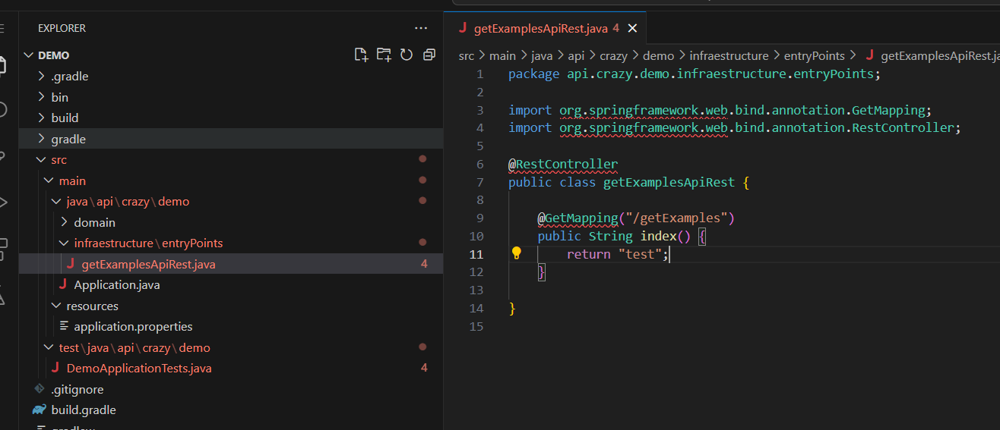 EXPLORER
DEMO
.gradle
bin
build
gradle
src
main
java\api\crazy\demo
domain
infraestructure\entryPoints
getExamplesApiRest.java 4
Application.java
resources
application.properties
test\java\api\crazy\demo
DemoApplicationTests.java 4
.gitignore
build.gradle
gradlew
getExamplesApiRest.java 4
src > main > java > api > crazy > demo > infraestructure > entryPoints > getExamplesApiRest.ja
1 package api.crazy.demo.infraestructure.entryPoints;
2
3 import org.springframework.web.bind.annotation.GetMapping;
4 import org.springframework.web.bind.annotation.RestController;
5
6 @RestController
7 public class getExamplesApiRest {
8
9 @GetMapping("/getExamples")
10 public String index() {
11 return "test";
12 }
13
14 }
15